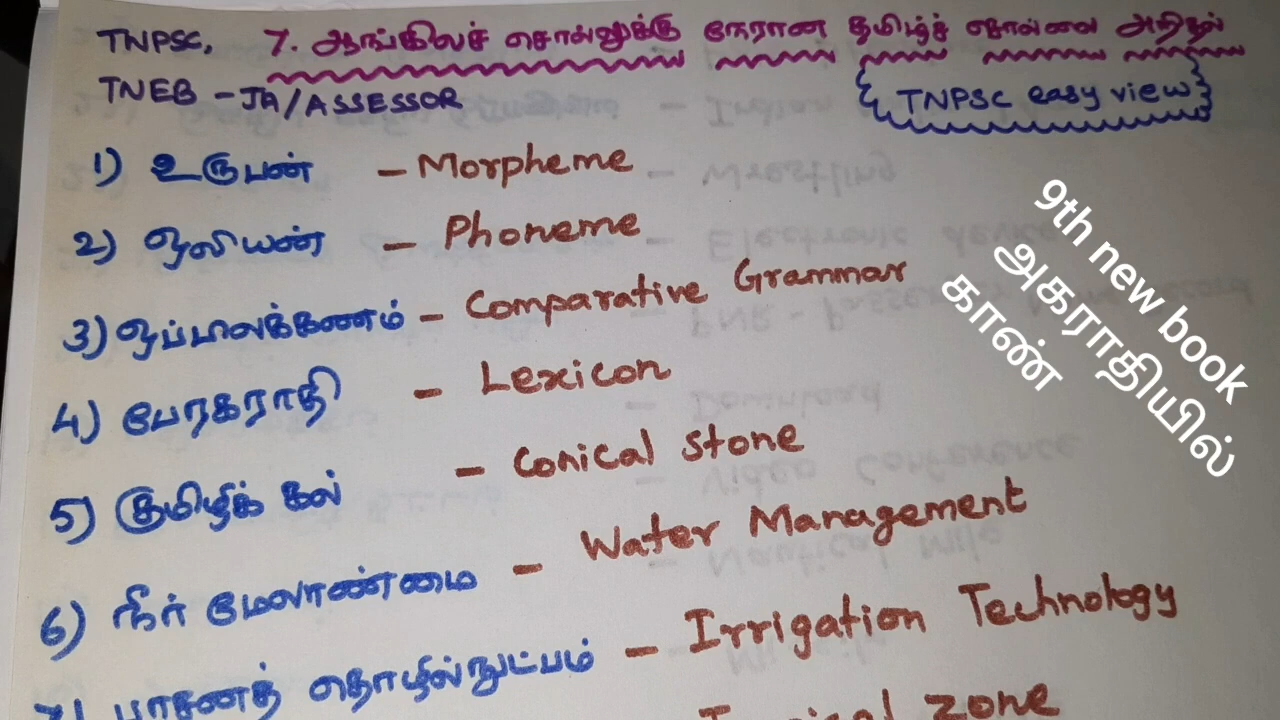 TNPSC, 7. ஆங்கிலச் சொல்லுக்கு நேரான தமிழ்ச் சொல்லை அறிதல்
TNEB - JA/ASSESSOR
TNPSC easy view
1) உருபன் - Morpheme
2) ஒலியன் - Phoneme
3) ஒப்பிலக்கணம் - Comparative Grammar
4) பேரகராதி - Lexicon
5) குமிழிக் கல் - Conical stone
6) நீர் மேலாண்மை - Water Management
7) பாசனத் தொழில்நுட்பம் - Irrigation Technology
zone
9th new book
அகராதியில்
காண்